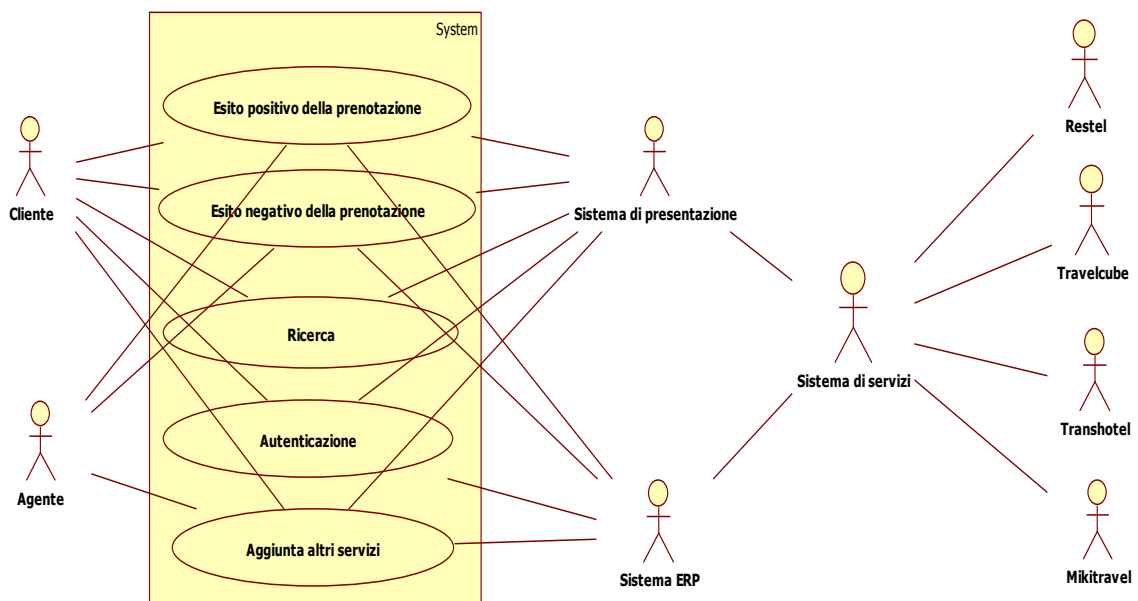 System
Esito positivo della prenotazione
Esito negativo della prenotazione
Ricerca
Autenticazione
Aggiunta altri servizi
Cliente
Agente
Sistema di presentazione
Sistema ERP
Sistema di servizi
Restel
Travelcube
Transhotel
Mikitravel